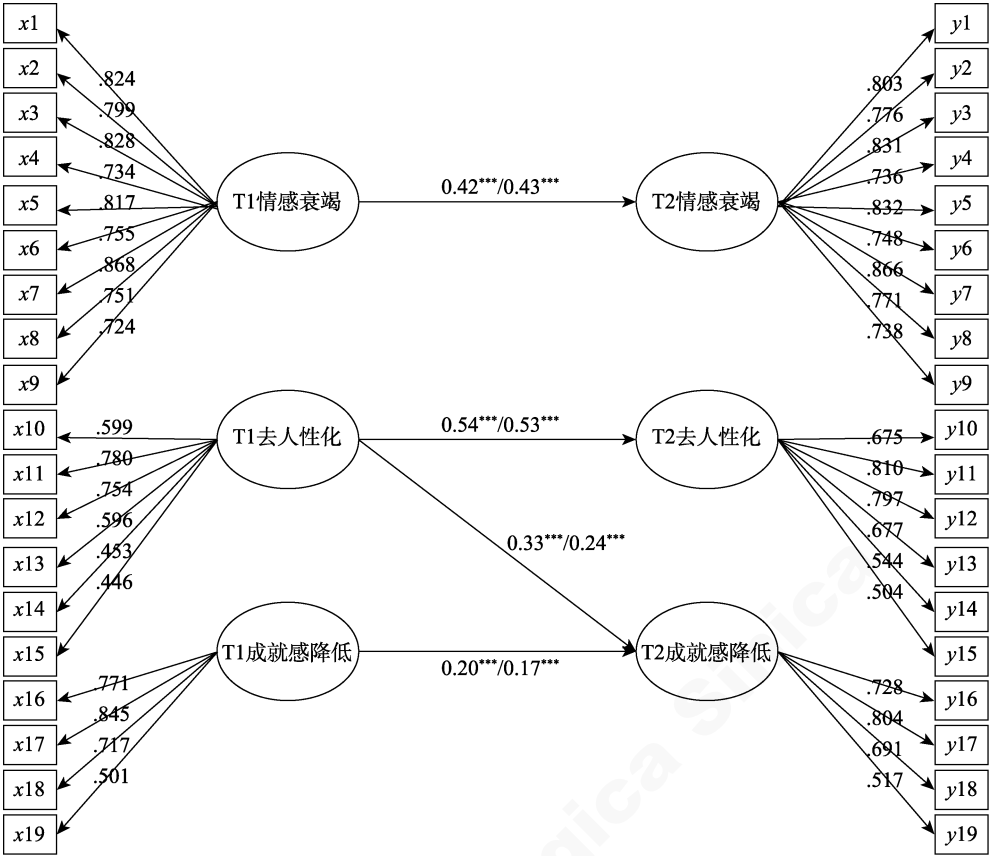 x1
x2
x3
x4
x5
x6
x7
x8
x9
x10
x11
x12
x13
x14
x15
x16
x17
x18
x19
.824
.799
.828
.734
.817
.755
.868
.751
.724
.599
.780
.754
.596
.453
.446
.771
.845
.717
.501
T1情感衰竭
T1去人性化
T1成就感降低
0.42***/0.43***
0.54***/0.53***
0.33***/0.24***
0.20***/0.17***
T2情感衰竭
T2去人性化
T2成就感降低
.803
.776
.831
.736
.832
.748
.866
.771
.738
.675
.810
.797
.677
.544
.504
.728
.804
.691
.517
y1
y2
y3
y4
y5
y6
y7
y8
y9
y10
y11
y12
y13
y14
y15
y16
y17
y18
y19